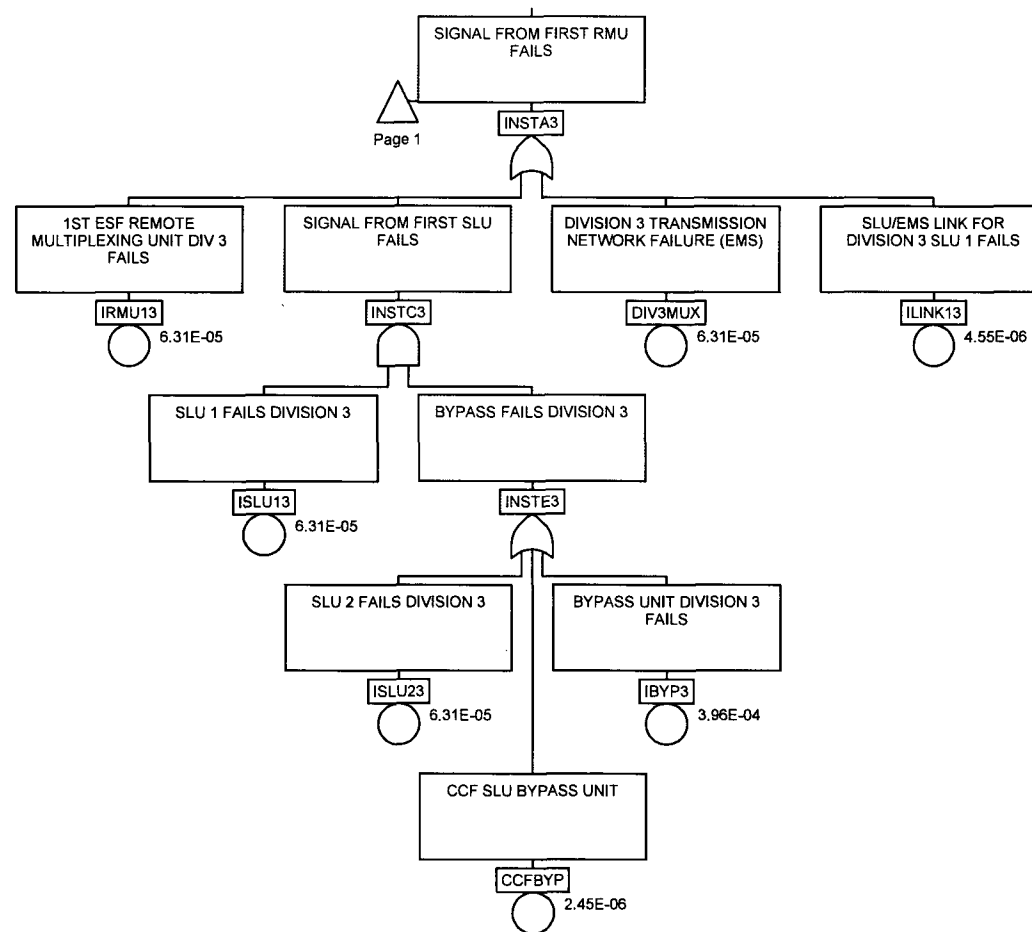 SIGNAL FROM FIRST RMU
FAILS
Page 1
INSTA3
1ST ESF REMOTE
MULTIPLEXING UNIT DIV 3
FAILS
SIGNAL FROM FIRST SLU
FAILS
DIVISION 3 TRANSMISSION
NETWORK FAILURE (EMS)
SLU/EMS LINK FOR
DIVISION 3 SLU 1 FAILS
IRMU13
6.31E-05
INSTC3
DIV3MUX
6.31E-05
ILINK13
4.55E-06
SLU 1 FAILS DIVISION 3
BYPASS FAILS DIVISION 3
ISLU13
6.31E-05
INSTE3
SLU 2 FAILS DIVISION 3
BYPASS UNIT DIVISION 3
FAILS
ISLU23
6.31E-05
IBYP3
3.96E-04
CCF SLU BYPASS UNIT
CCFBYP
2.45E-06